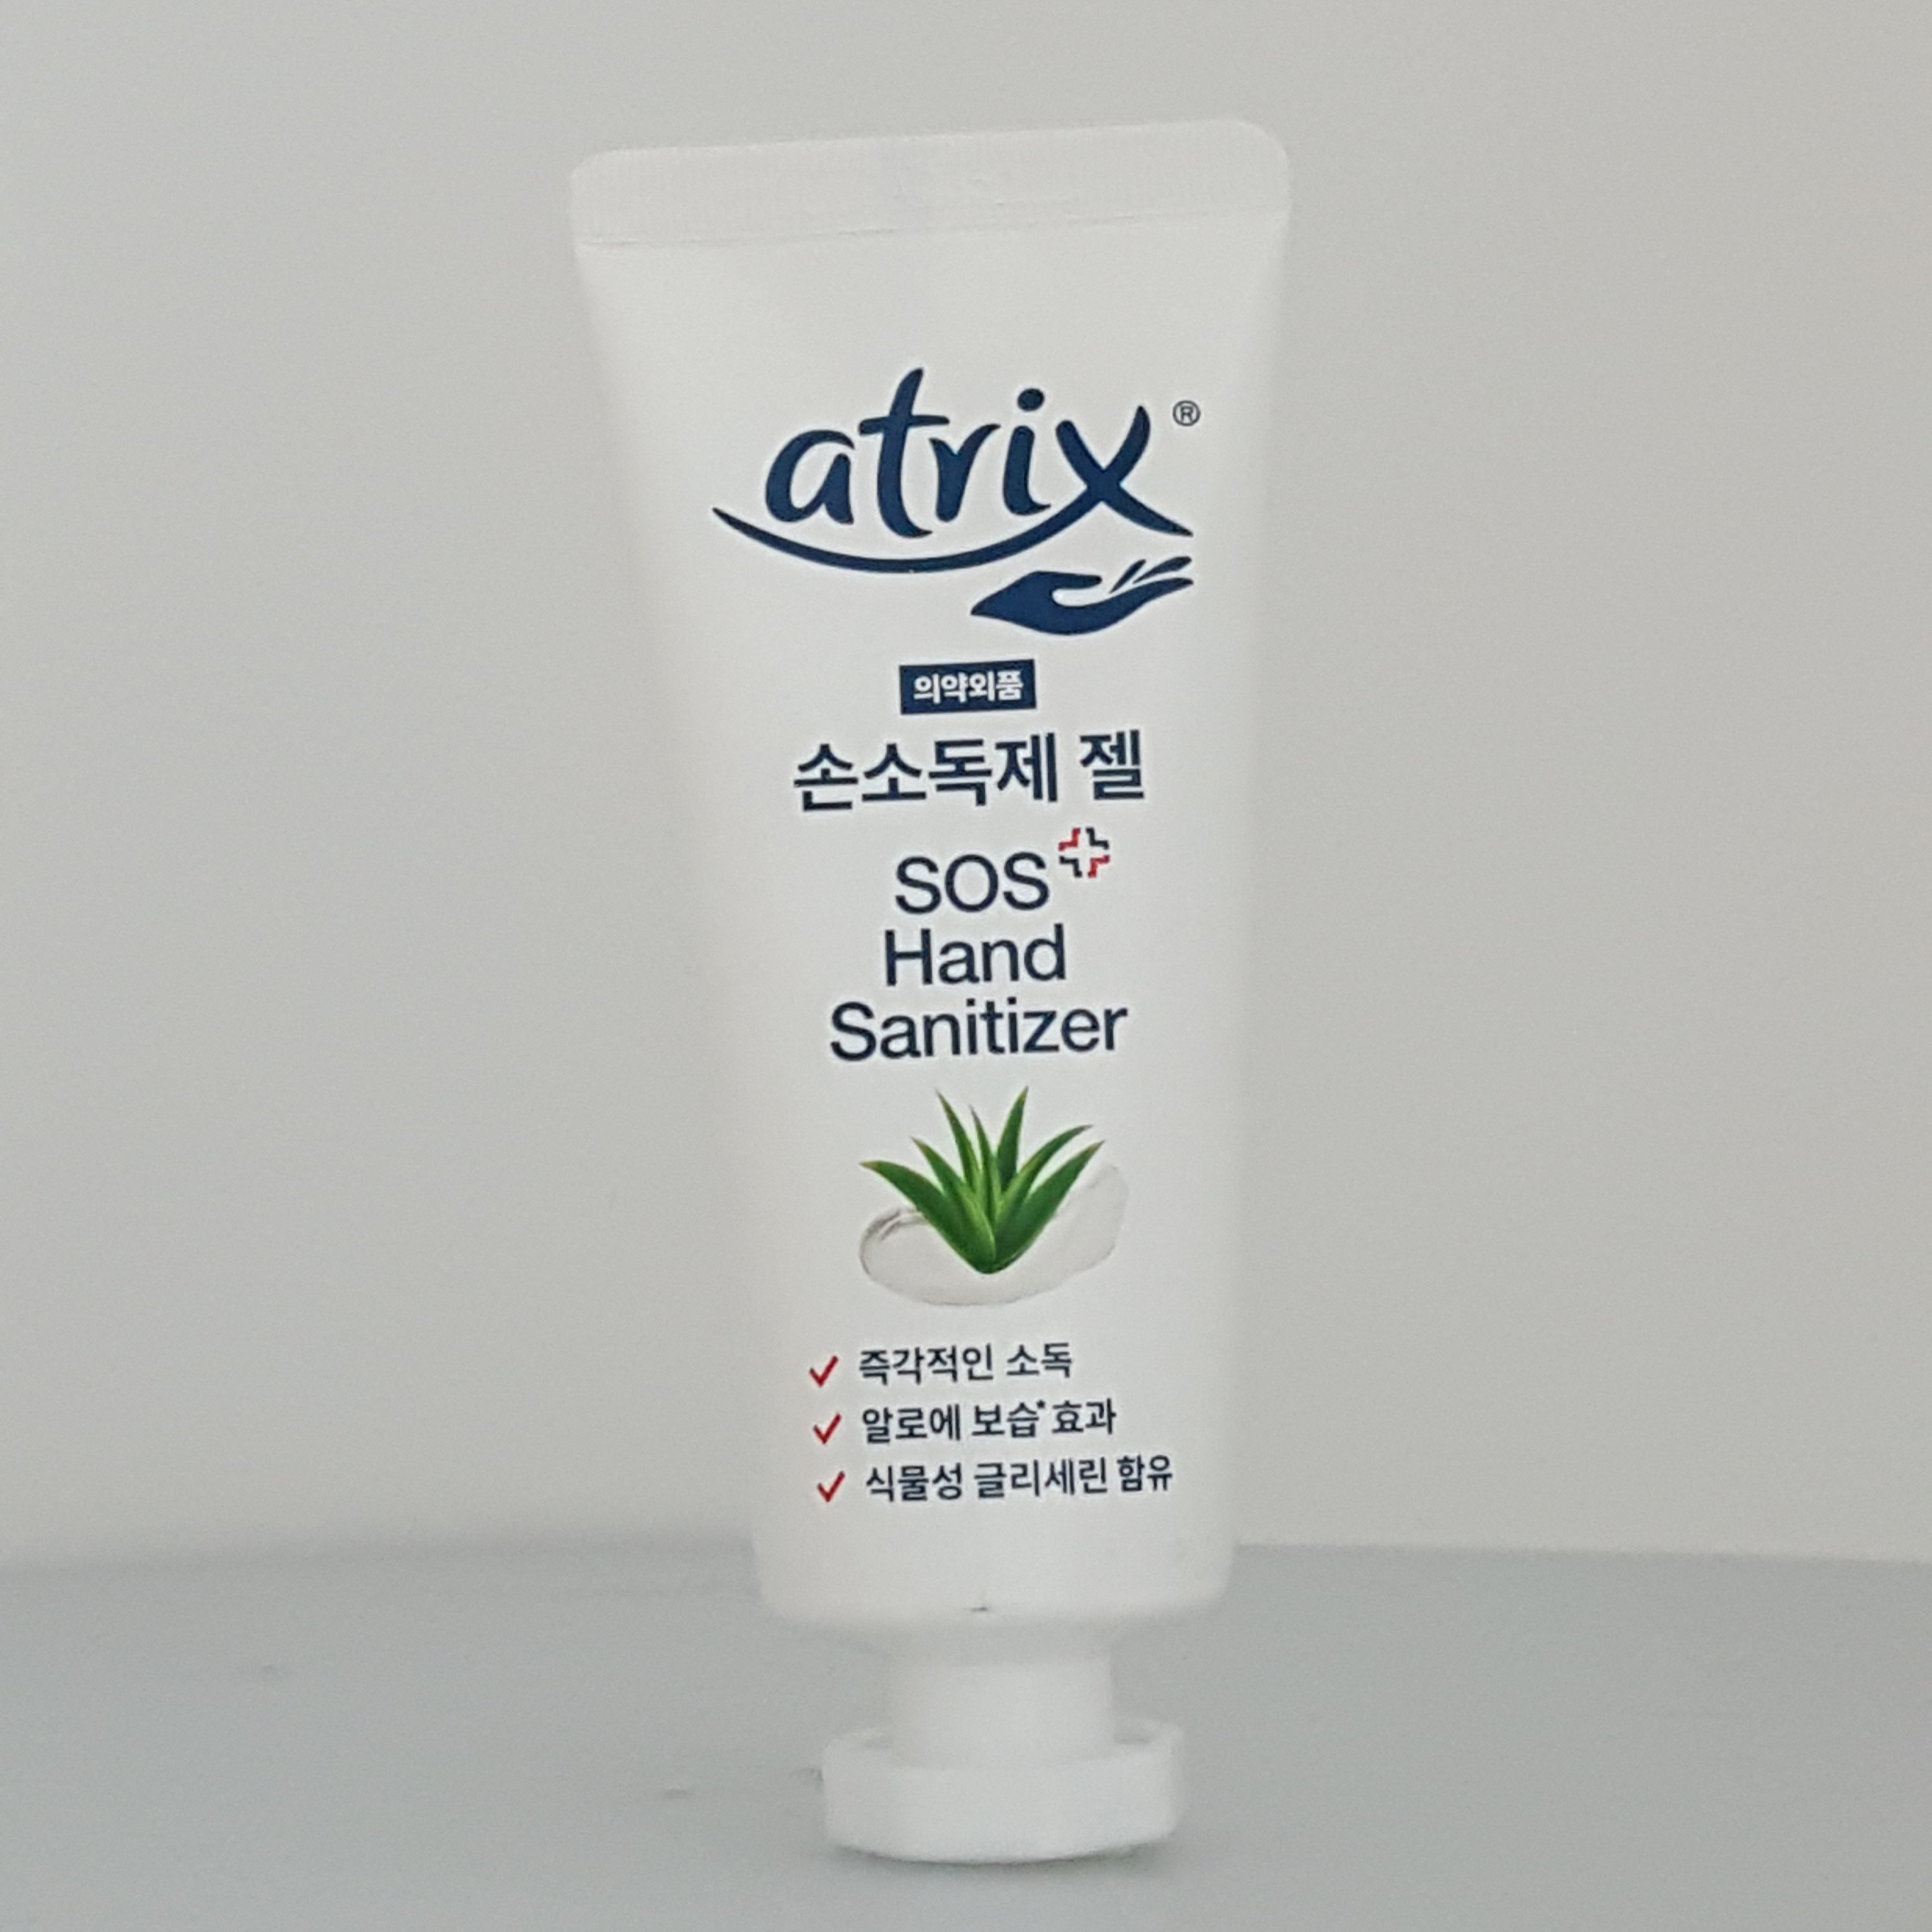 atrix®
의약외품
손소독제 젤
SOS
Hand
Sanitizer
즉각적인 소독
알로에 보습* 효과
식물성 글리세린 함유